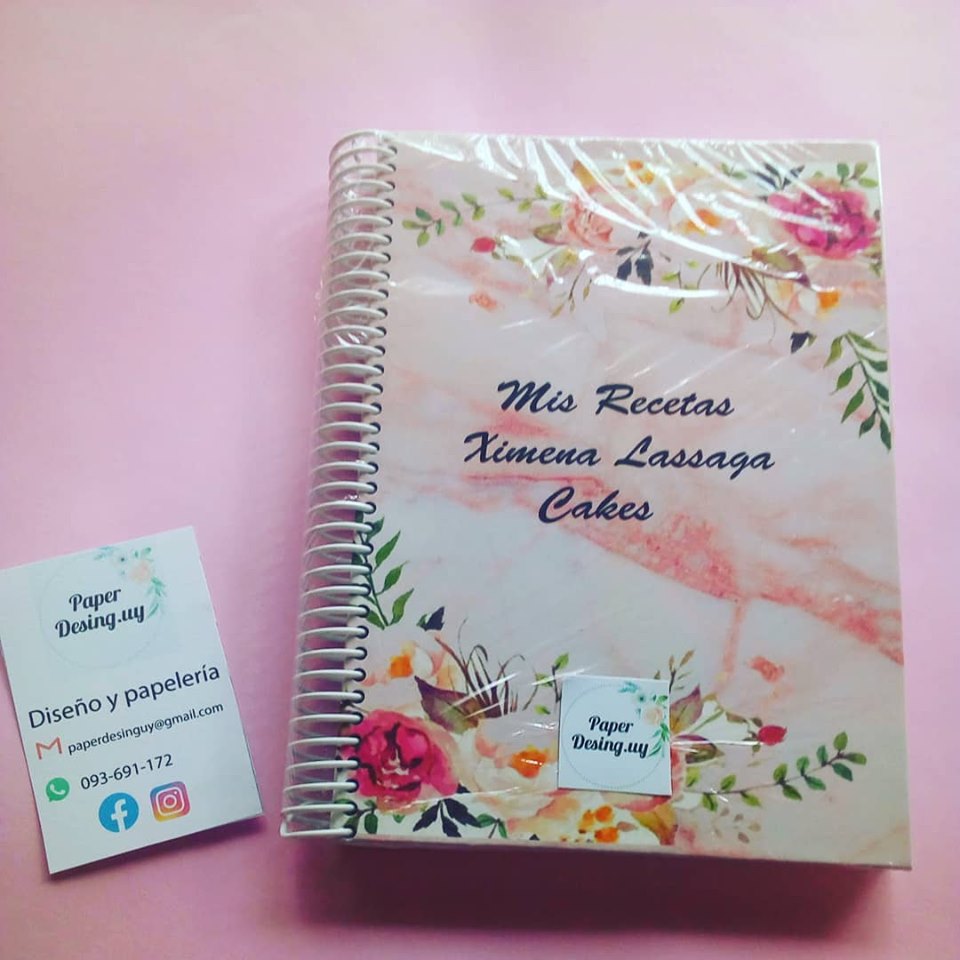 Mis Recetas
Ximena Lassaga
Cakes
Paper
Desing.uy
Paper
Desing.uy
Diseño y papelería
paperdesinguy@gmail.com
093-691-172